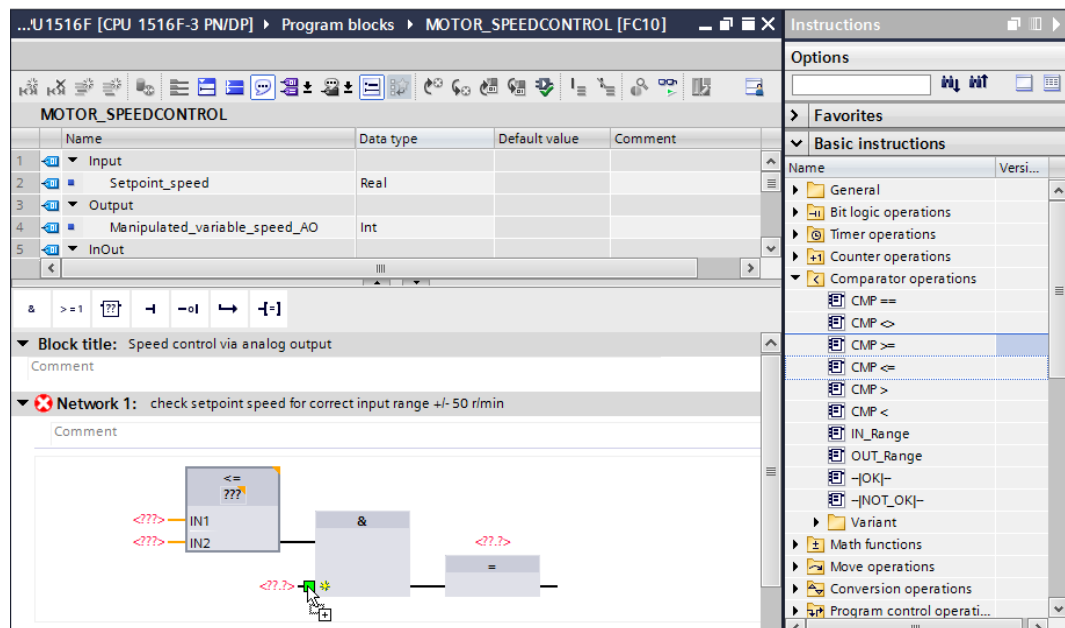 ...'U1516F [CPU 1516F-3 PN/DP] Program blocks MOTOR_SPEEDCONTROL [FC10]
Instructions
Options
MOTOR_SPEEDCONTROL
Name Data type Default value Comment
1 Input
2 Setpoint_speed Real
3 Output
4 Manipulated_variable_speed_AO Int
5 InOut
& >=1 ?? -[=]
Block title: Speed control via analog output
Comment
Network 1: check setpoint speed for correct input range +/- 50 r/min
Comment
<=
???
<???> IN1
<???> IN2
&
<??.?>
=
<??.?>
Favorites
Basic instructions
Name Versi...
General
Bit logic operations
Timer operations
Counter operations
Comparator operations
CMP ==
CMP <>
CMP >=
CMP <=
CMP >
CMP <
IN_Range
OUT_Range
-|OK|-
-|NOT_OK|-
Variant
Math functions
Move operations
Conversion operations
Program control operati...